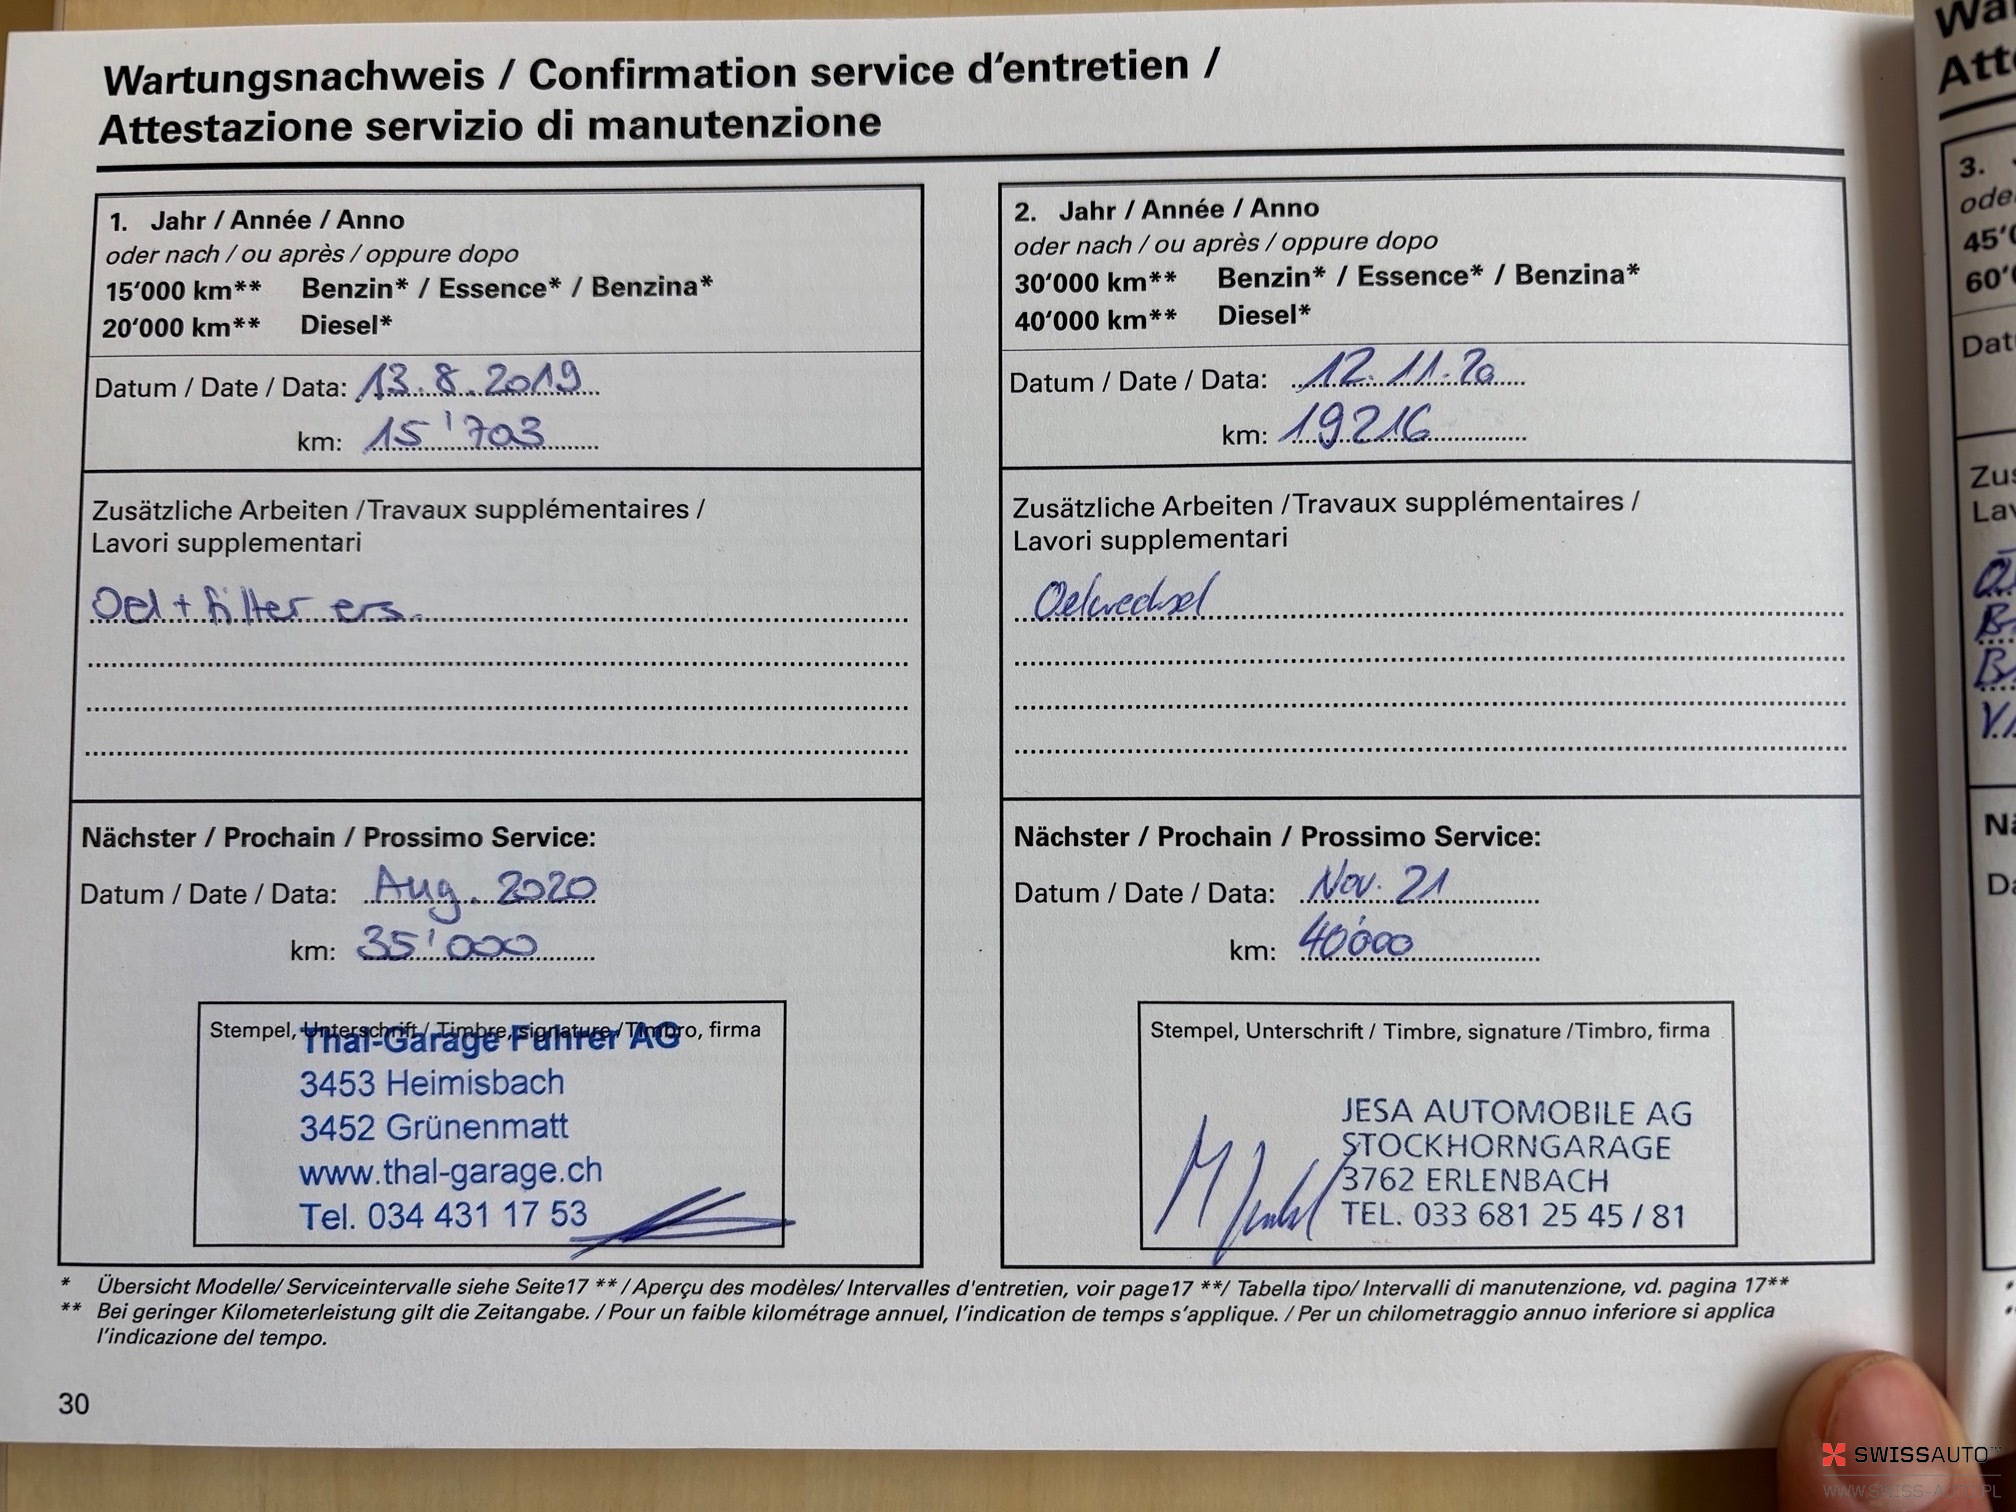 Wartungsnachweis / Confirmation service d'entretien /
Attestazione servizio di manutenzione
1. Jahr / Année / Anno
oder nach / ou après / oppure dopo
15'000 km** Benzin* / Essence* / Benzina*
20'000 km** Diesel*
Datum / Date / Data: 13.8.2019
km: 15'703
Zusätzliche Arbeiten / Travaux supplémentaires /
Lavori supplementari
Oel + filter ers.
Nächster / Prochain / Prossimo Service:
Datum / Date / Data: Aug. 2020
km: 35'000
Stempel, Unterschrift / Timbre, signature / Timbro, firma
Thal-Garage Fuhrer AG
3453 Heimisbach
3452 Grünenmatt
www.thal-garage.ch
Tel. 034 431 17 53
2. Jahr / Année / Anno
oder nach / ou après / oppure dopo
30'000 km** Benzin* / Essence* / Benzina*
40'000 km** Diesel*
Datum / Date / Data: 12.11.20
km: 19216
Zusätzliche Arbeiten / Travaux supplémentaires /
Lavori supplementari
Oelwechsel
Nächster / Prochain / Prossimo Service:
Datum / Date / Data: Nov. 21
km: 40'000
Stempel, Unterschrift / Timbre, signature / Timbro, firma
JESA AUTOMOBILE AG
STOCKHORNGARAGE
3762 ERLENBACH
TEL. 033 681 25 45 / 81
* Übersicht Modelle/ Serviceintervalle siehe Seite17 ** / Aperçu des modèles/ Intervalles d'entretien, voir page17 **/ Tabella tipo/ Intervalli di manutenzione, vd. pagina 17**
** Bei geringer Kilometerleistung gilt die Zeitangabe. / Pour un faible kilométrage annuel, l'indication de temps s'applique. / Per un chilometraggio annuo inferiore si applica
l'indicazione del tempo.
30
3.
SWISSAUTO